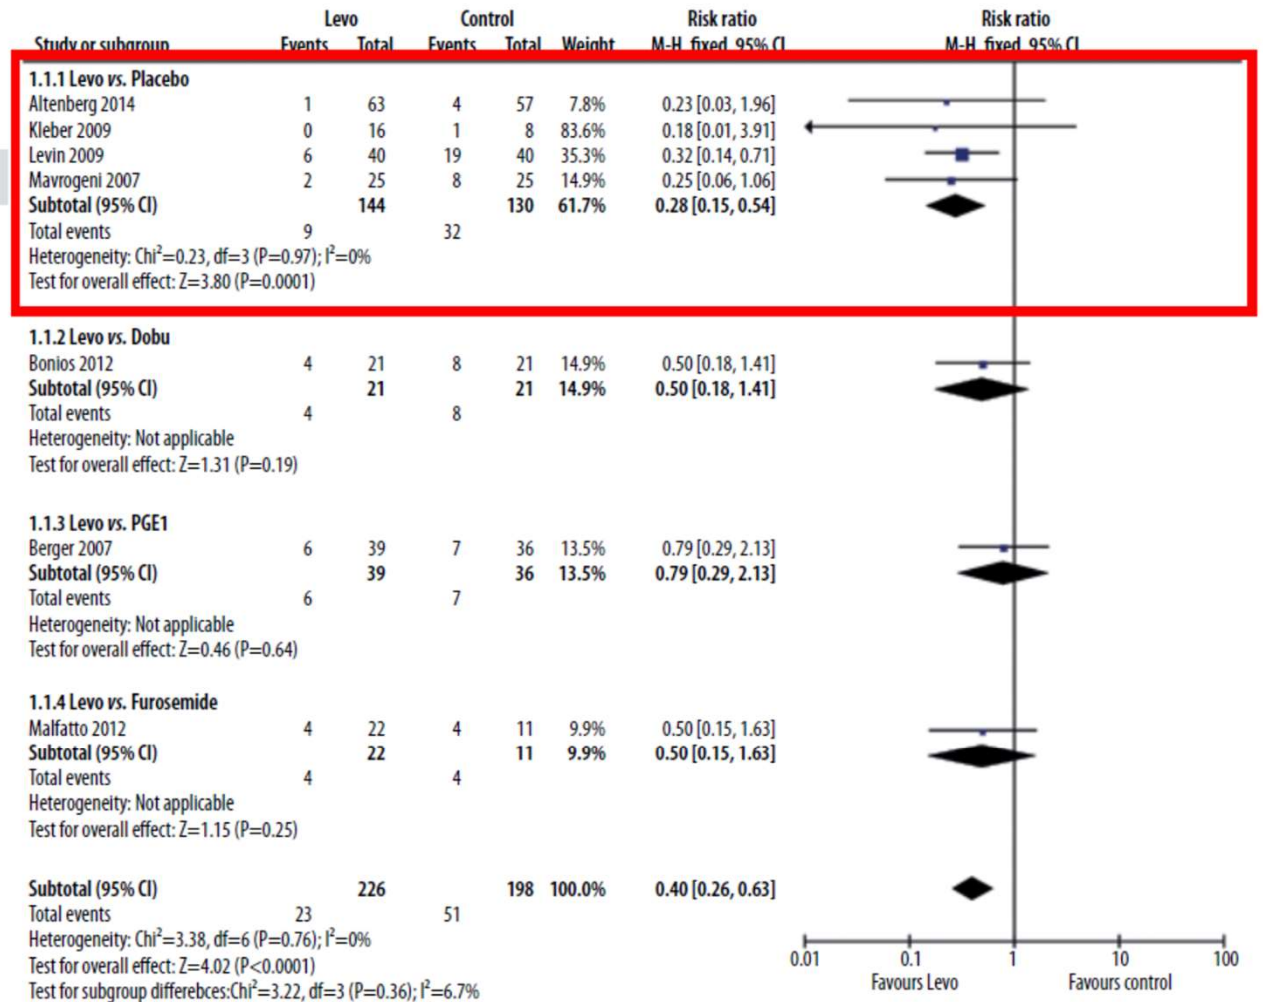 Levo Control Risk ratio Risk ratio
Study or subgroup Events Total Events Total Weight M-H, fixed, 95% CI M-H, fixed, 95% CI
1.1.1 Levo vs. Placebo
Altenberg 2014 1 63 4 57 7.8% 0.23 [0.03, 1.96]
Kleber 2009 0 16 1 8 83.6% 0.18 [0.01, 3.91]
Levin 2009 6 40 19 40 35.3% 0.32 [0.14, 0.71]
Mavrogeni 2007 2 25 8 25 14.9% 0.25 [0.06, 1.06]
Subtotal (95% CI) 144 130 61.7% 0.28 [0.15, 0.54]
Total events 9 32
Heterogeneity: Chi²=0.23, df=3 (P=0.97); I²=0%
Test for overall effect: Z=3.80 (P=0.0001)
1.1.2 Levo vs. Dobu
Bonios 2012 4 21 8 21 14.9% 0.50 [0.18, 1.41]
Subtotal (95% CI) 21 21 14.9% 0.50 [0.18, 1.41]
Total events 4 8
Heterogeneity: Not applicable
Test for overall effect: Z=1.31 (P=0.19)
1.1.3 Levo vs. PGE1
Berger 2007 6 39 7 36 13.5% 0.79 [0.29, 2.13]
Subtotal (95% CI) 39 36 13.5% 0.79 [0.29, 2.13]
Total events 6 7
Heterogeneity: Not applicable
Test for overall effect: Z=0.46 (P=0.64)
1.1.4 Levo vs. Furosemide
Malfatto 2012 4 22 4 11 9.9% 0.50 [0.15, 1.63]
Subtotal (95% CI) 22 11 9.9% 0.50 [0.15, 1.63]
Total events 4 4
Heterogeneity: Not applicable
Test for overall effect: Z=1.15 (P=0.25)
Subtotal (95% CI) 226 198 100.0% 0.40 [0.26, 0.63]
Total events 23 51
Heterogeneity: Chi²=3.38, df=6 (P=0.76); I²=0%
Test for overall effect: Z=4.02 (P<0.0001)
Test for subgroup differebces:Chi²=3.22, df=3 (P=0.36); I²=6.7%
0.01 0.1 1 10 100
Favours Levo Favours control